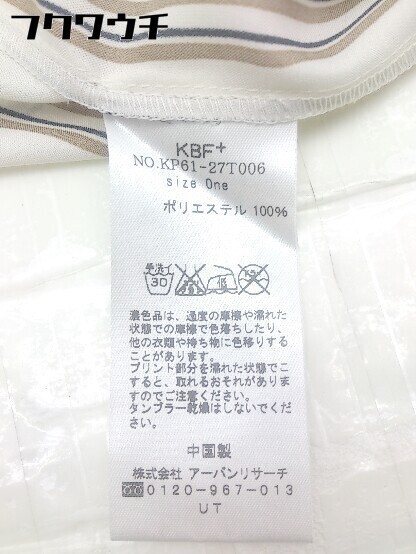 フクワウチ
KBF+
NO.KP61-27T006
size One
ポリエステル 100%
手洗イ
30
低
濃色品は、過度の摩擦や濡れた
状態での摩擦で色落ちしたり、
他の衣類や持ち物に色移りする
ことがあります。
プリント部分を濡れた状態でこ
すると、取れるおそれがありま
すのでご注意ください。
タンブラー乾燥はしないでくだ
さい。
中国製
株式会社 アーバンリサーチ
0120-967-013
UT